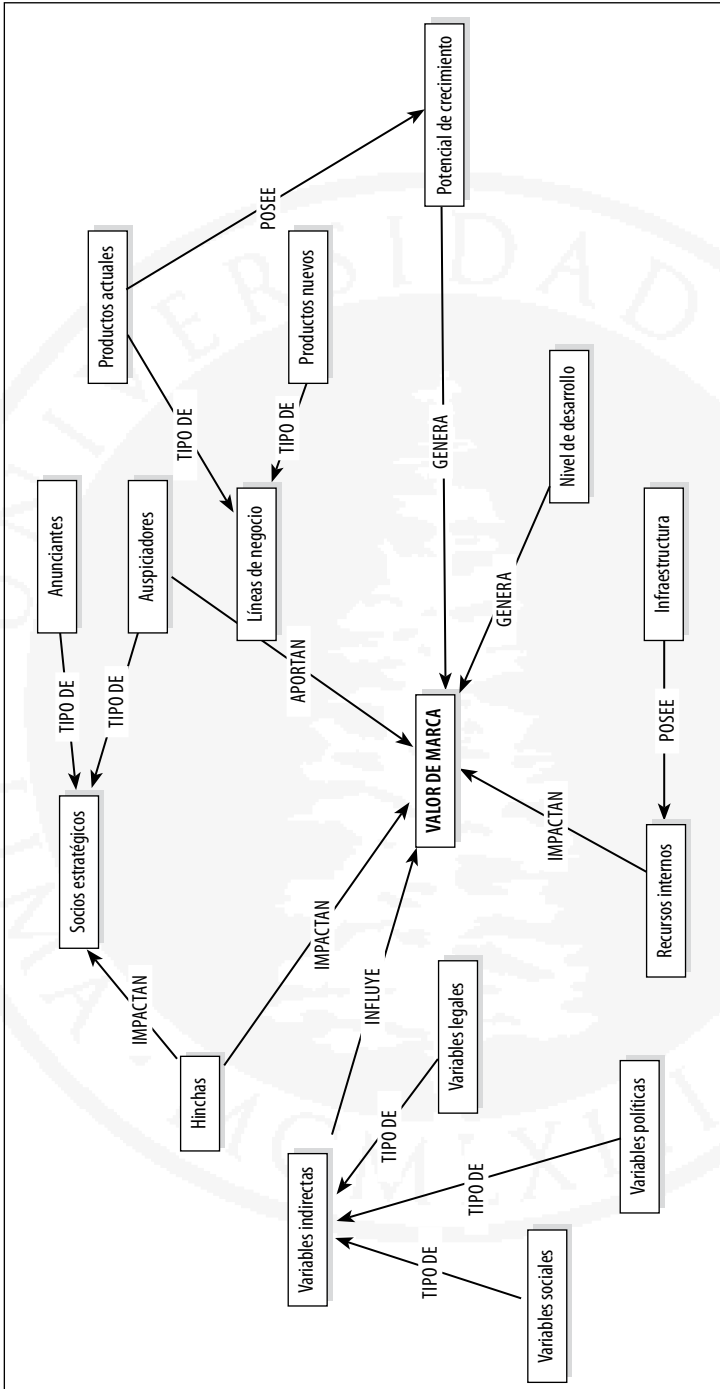 Anunciantes
TIPO DE
Socios estratégicos
Productos actuales
TIPO DE
IMPACTAN
Auspiciadores
TIPO DE
Hinchas
Líneas de negocio
POSEE
TIPO DE
Productos nuevos
APORTAN
Variables indirectas
IMPACTAN
INFLUYE
TIPO DE
VALOR DE MARCA
GENERA
Potencial de crecimiento
TIPO DE
Variables legales
TIPO DE
GENERA
Variables sociales
IMPACTAN
Nivel de desarrollo
Variables políticas
Recursos internos
POSEE
Infraestructura
UNIVERSIDAD